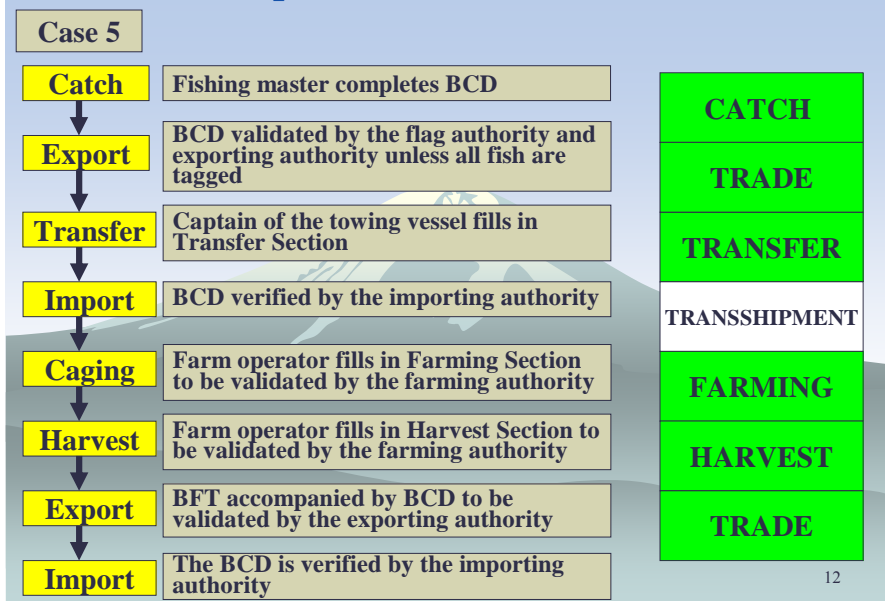 Case 5
Catch
Fishing master completes BCD
Export
BCD validated by the flag authority and
exporting authority unless all fish are
tagged
Transfer
Captain of the towing vessel fills in
Transfer Section
Import
BCD verified by the importing authority
Caging
Farm operator fills in Farming Section
to be validated by the farming authority
Harvest
Farm operator fills in Harvest Section to
be validated by the farming authority
Export
BFT accompanied by BCD to be
validated by the exporting authority
Import
The BCD is verified by the importing
authority
CATCH
TRADE
TRANSFER
TRANSSHIPMENT
FARMING
HARVEST
TRADE
12